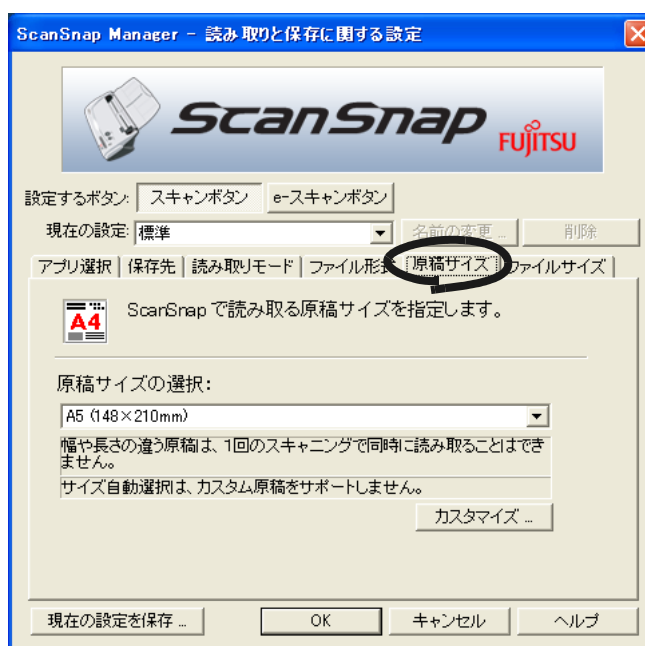 ScanSnap Manager - 読み取りと保存に関する設定
ScanSnap
FUJITSU
設定するボタン: スキャンボタン e-スキャンボタン
現在の設定: 標準 名前の変更 ... 削除
アプリ選択 保存先 読み取りモード ファイル形式 原稿サイズ ファイルサイズ
A4 ScanSnap で読み取る原稿サイズを指定します。
原稿サイズの選択:
A5 (148×210mm)
幅や長さの違う原稿は、1回のスキャニングで同時に読み取ることはでき
ません。
サイズ自動選択は、カスタム原稿をサポートしません。
カスタマイズ ...
現在の設定を保存 ... OK キャンセル ヘルプ